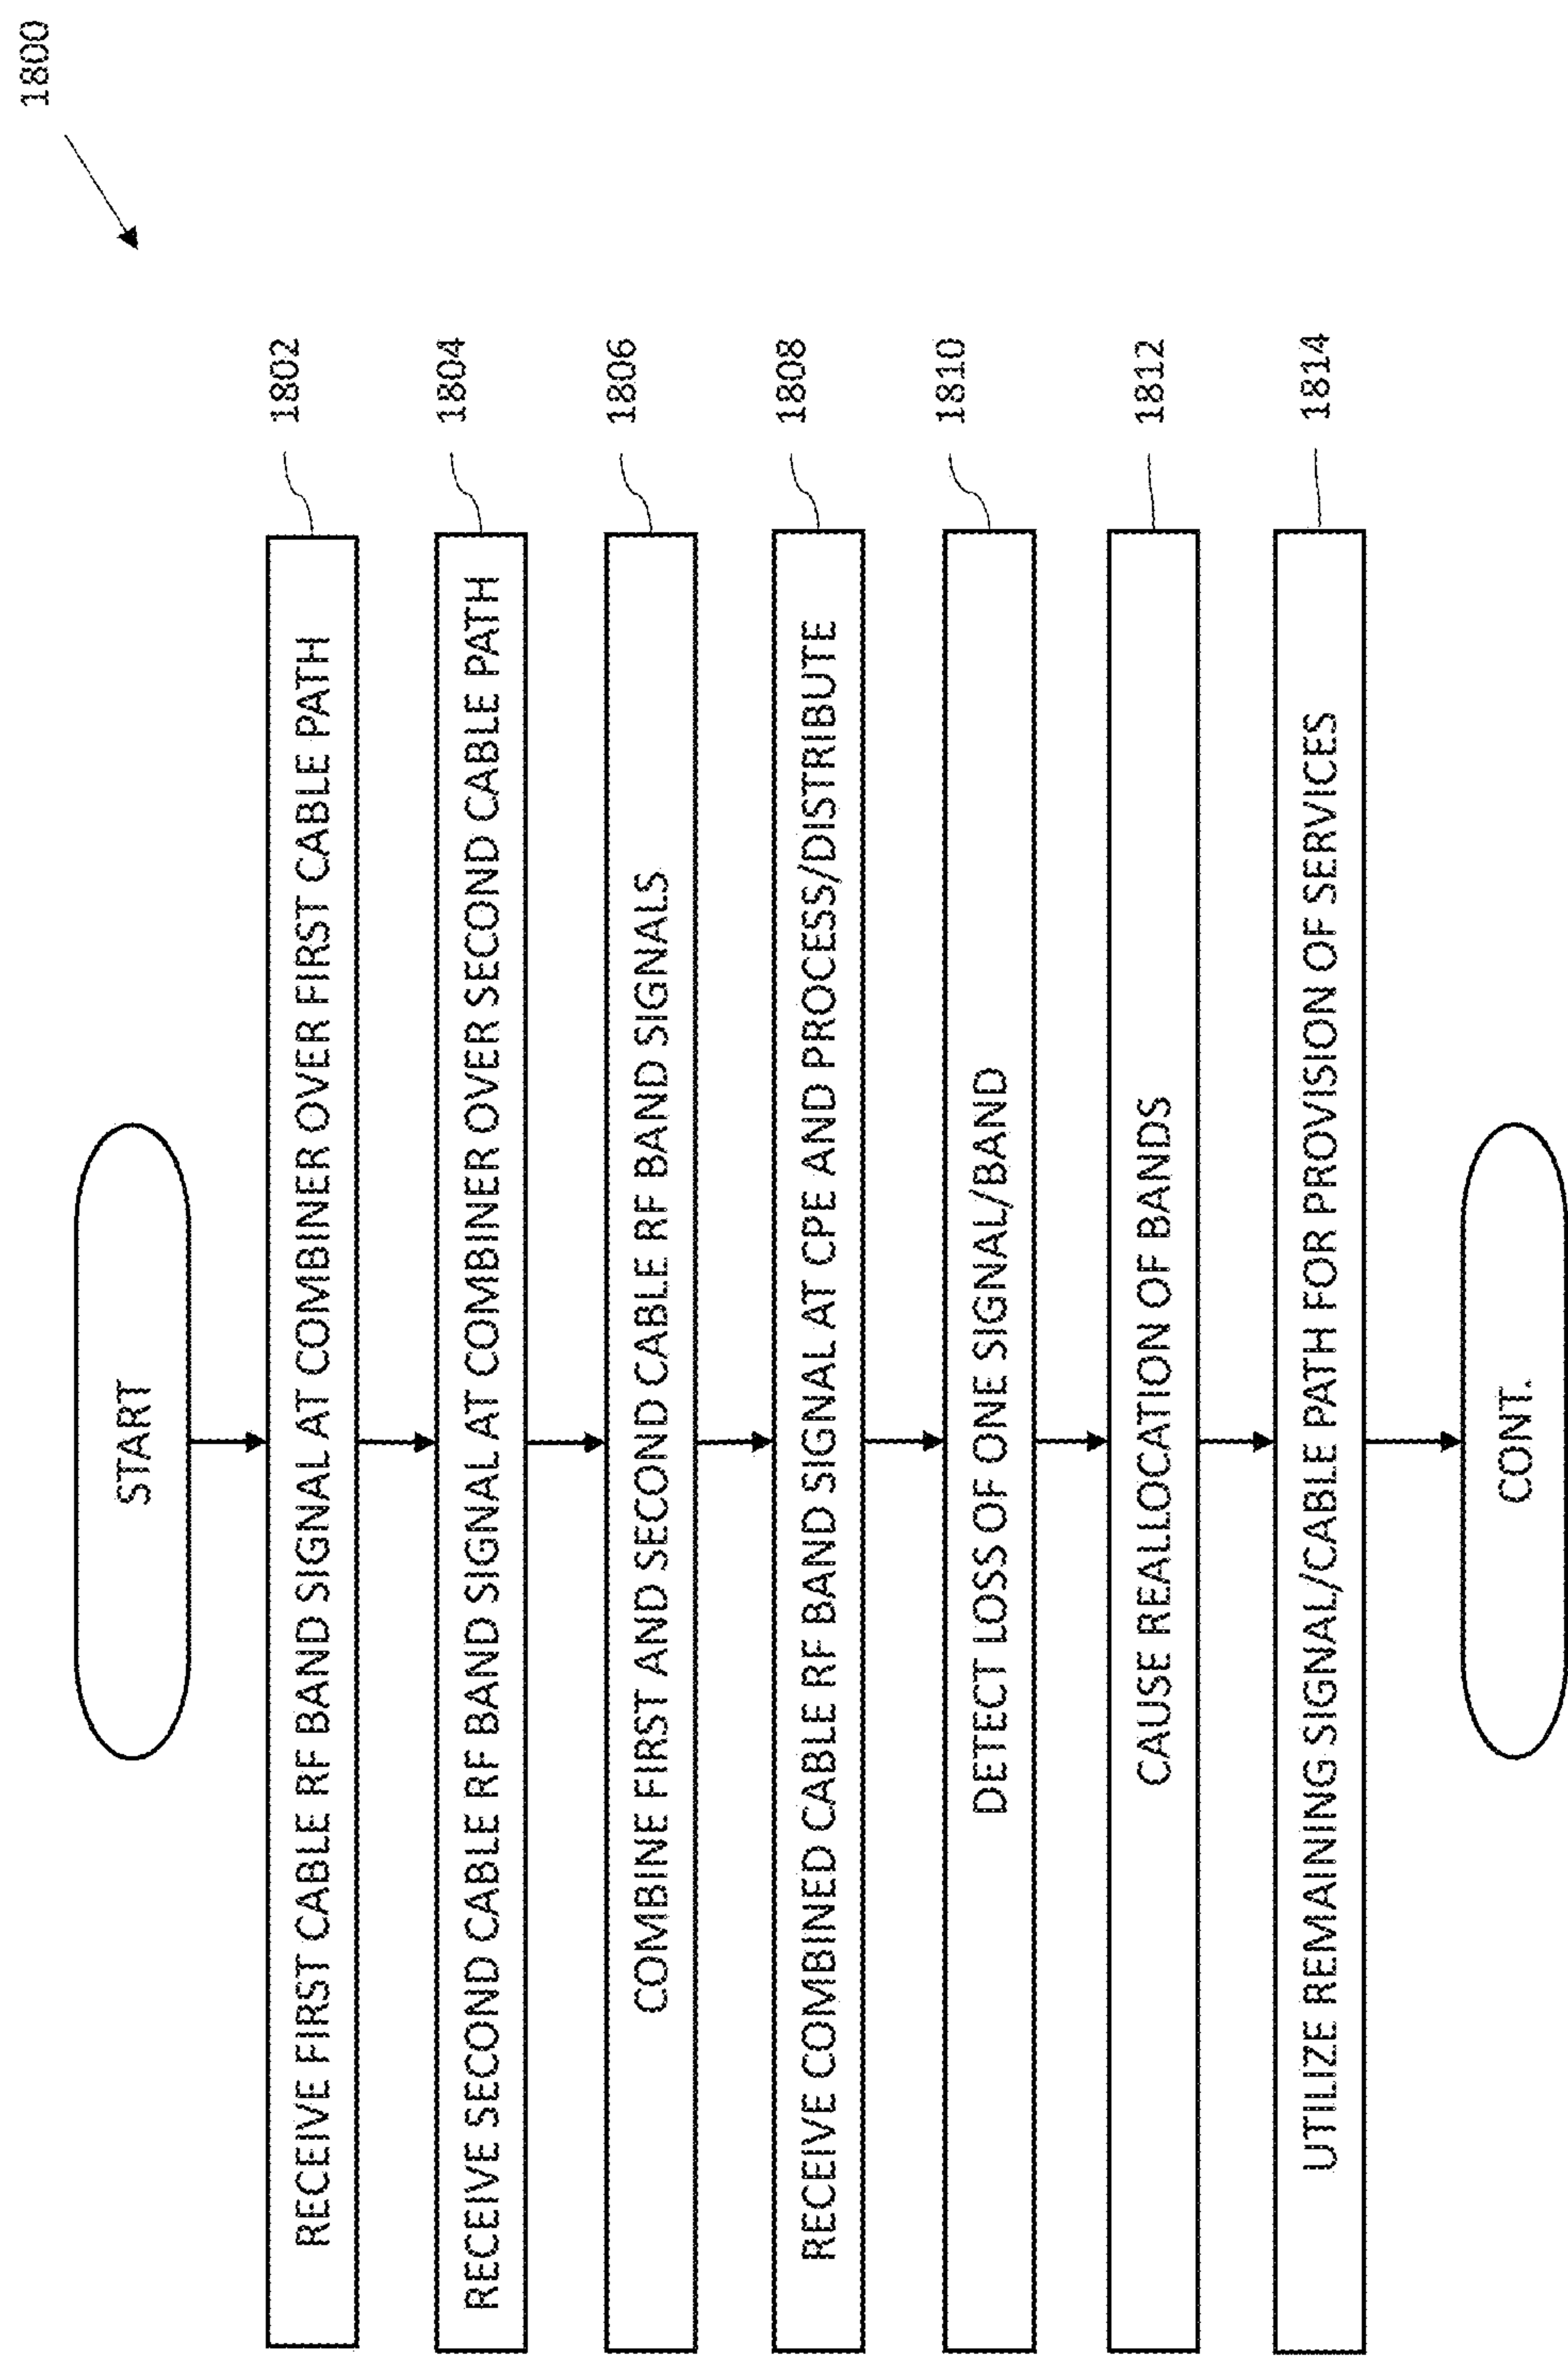 1800
START
RECEIVE FIRST CABLE RF BAND SIGNAL AT COMBINER OVER FIRST CABLE PATH
1802
RECEIVE SECOND CABLE RF BAND SIGNAL AT COMBINER OVER SECOND CABLE PATH
1804
COMBINE FIRST AND SECOND CABLE RF BAND SIGNALS
1806
RECEIVE COMBINED CABLE RF BAND SIGNAL AT CPE AND PROCESS/DISTRIBUTE
1808
DETECT LOSS OF ONE SIGNAL/BAND
1810
CAUSE REALLOCATION OF BANDS
1812
UTILIZE REMAINING SIGNAL/CABLE PATH FOR PROVISION OF SERVICES
1814
CONT.